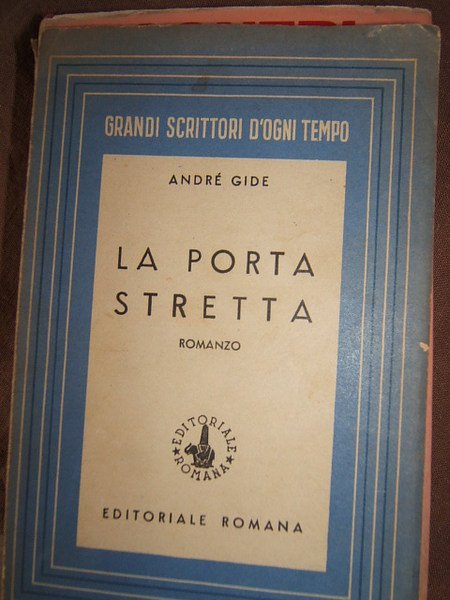 GRANDI SCRITTORI D'OGNI TEMPO
ANDRÉ GIDE
LA PORTA
STRETTA
ROMANZO
EDITORIALE
ROMANA
EDITORIALE ROMANA